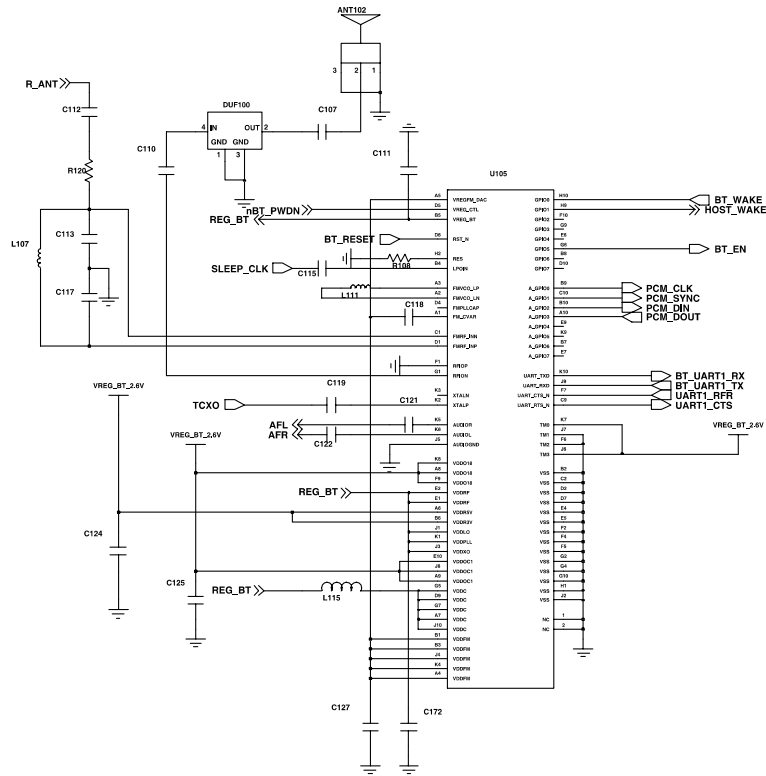 ANT102
3 2 1
R_ANT
C112
R120
L107
C113
C117
DUF100
4 IN OUT 2
GND GND
1 3
C107
C110
C111
U105
nBT_PWDN
REG_BT
BT_RESET
R108
SLEEP_CLK
C115
L111
C118
TCXO
C119
C121
AFL
AFR
C122
VREG_BT_2.6V
VREG_BT_2.6V
REG_BT
C124
C125
REG_BT
L115
C127
C172
A5 VREGFM_DAC
D5 VREG_CTL
B5 VREG_BT
D6 RST_N
H2 RES
B4 LPOIN
A3 FMVCO_LP
A2 FMVCO_LN
D4 FMPLLCAP
A1 FM_CVAR
C1 FMRF_INN
D1 FMRF_INP
F1 RFIOP
G1 RFION
K3 XTALN
K2 XTALP
K5 AUDIOR
K6 AUDIOL
J5 AUDIOGND
K8 VDDO18
A8 VDDO18
F9 VDDO18
E2 VDDRF
E1 VDDRF
A6 VDDR5V
B6 VDDR3V
J1 VDDLO
K1 VDDPLL
J3 VDDXO
E10 VDDOC1
J8 VDDOC1
A9 VDDOC1
G5 VDDC
D9 VDDC
G7 VDDC
A7 VDDC
J10 VDDC
B1 VDDFM
B3 VDDFM
J4 VDDFM
K4 VDDFM
A4 VDDFM
GPIO0 H10 BT_WAKE
GPIO1 H9 HOST_WAKE
GPIO2 F10
GPIO3 G9
GPIO4 E6
GPIO5 G8 BT_EN
GPIO6 B8
GPIO7 D10
A_GPIO0 B9 PCM_CLK
A_GPIO1 C10 PCM_SYNC
A_GPIO2 B10 PCM_DIN
A_GPIO3 A10 PCM_DOUT
A_GPIO4 E9
A_GPIO5 K9
A_GPIO6 B7
A_GPIO7 E7
UART_TXD K10 BT_UART1_RX
UART_RXD J9 BT_UART1_TX
UART_CTS_N F7 UART1_RFR
UART_RTS_N C9 UART1_CTS
TM0 K7
TM1 J7
TM2 F6
TM3 J6
VREG_BT_2.6V
VSS B2
VSS C2
VSS D2
VSS D7
VSS E4
VSS E5
VSS F2
VSS F4
VSS F5
VSS G2
VSS G4
VSS G10
VSS H1
VSS J2
NC 1
NC 2